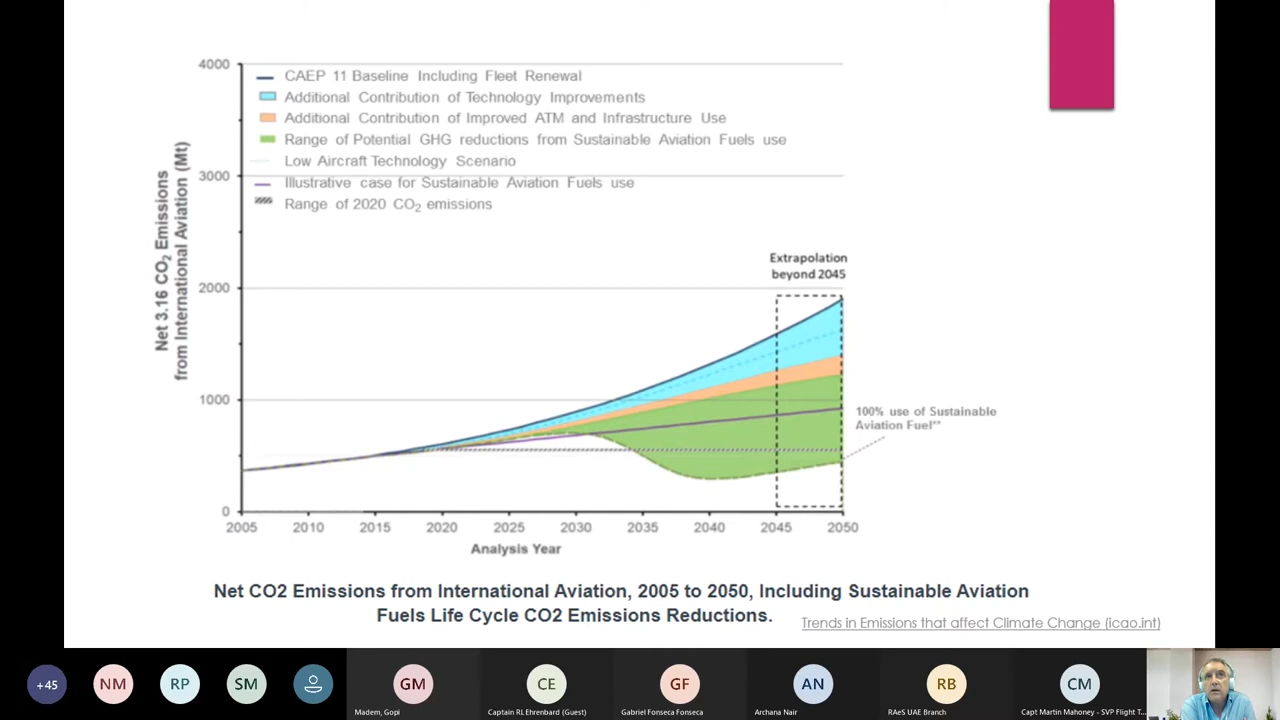 4000
CAEP 11 Baseline Including Fleet Renewal
Additional Contribution of Technology Improvements
Additional Contribution of Improved ATM and Infrastructure Use
Range of Potential GHG reductions from Sustainable Aviation Fuels use
Low Aircraft Technology Scenario
3000
Illustrative case for Sustainable Aviation Fuels use
Range of 2020 CO2 emissions
Net 3.16 CO2 Emissions
from International Aviation (Mt)
Extrapolation
beyond 2045
2000
1000
100% use of Sustainable
Aviation Fuel**
0
2005 2010 2015 2020 2025 2030 2035 2040 2045 2050
Analysis Year
Net CO2 Emissions from International Aviation, 2005 to 2050, Including Sustainable Aviation
Fuels Life Cycle CO2 Emissions Reductions.
Trends in Emissions that affect Climate Change (icao.int)
+45 NM RP SM GM CE GF AN RB CM
Madem, Gopi
Captain RL Ehrenbard (Guest)
Gabriel Fonseca Fonseca
Archana Nair
RAeS UAE Branch
Capt Martin Mahoney - SVP Flight T...